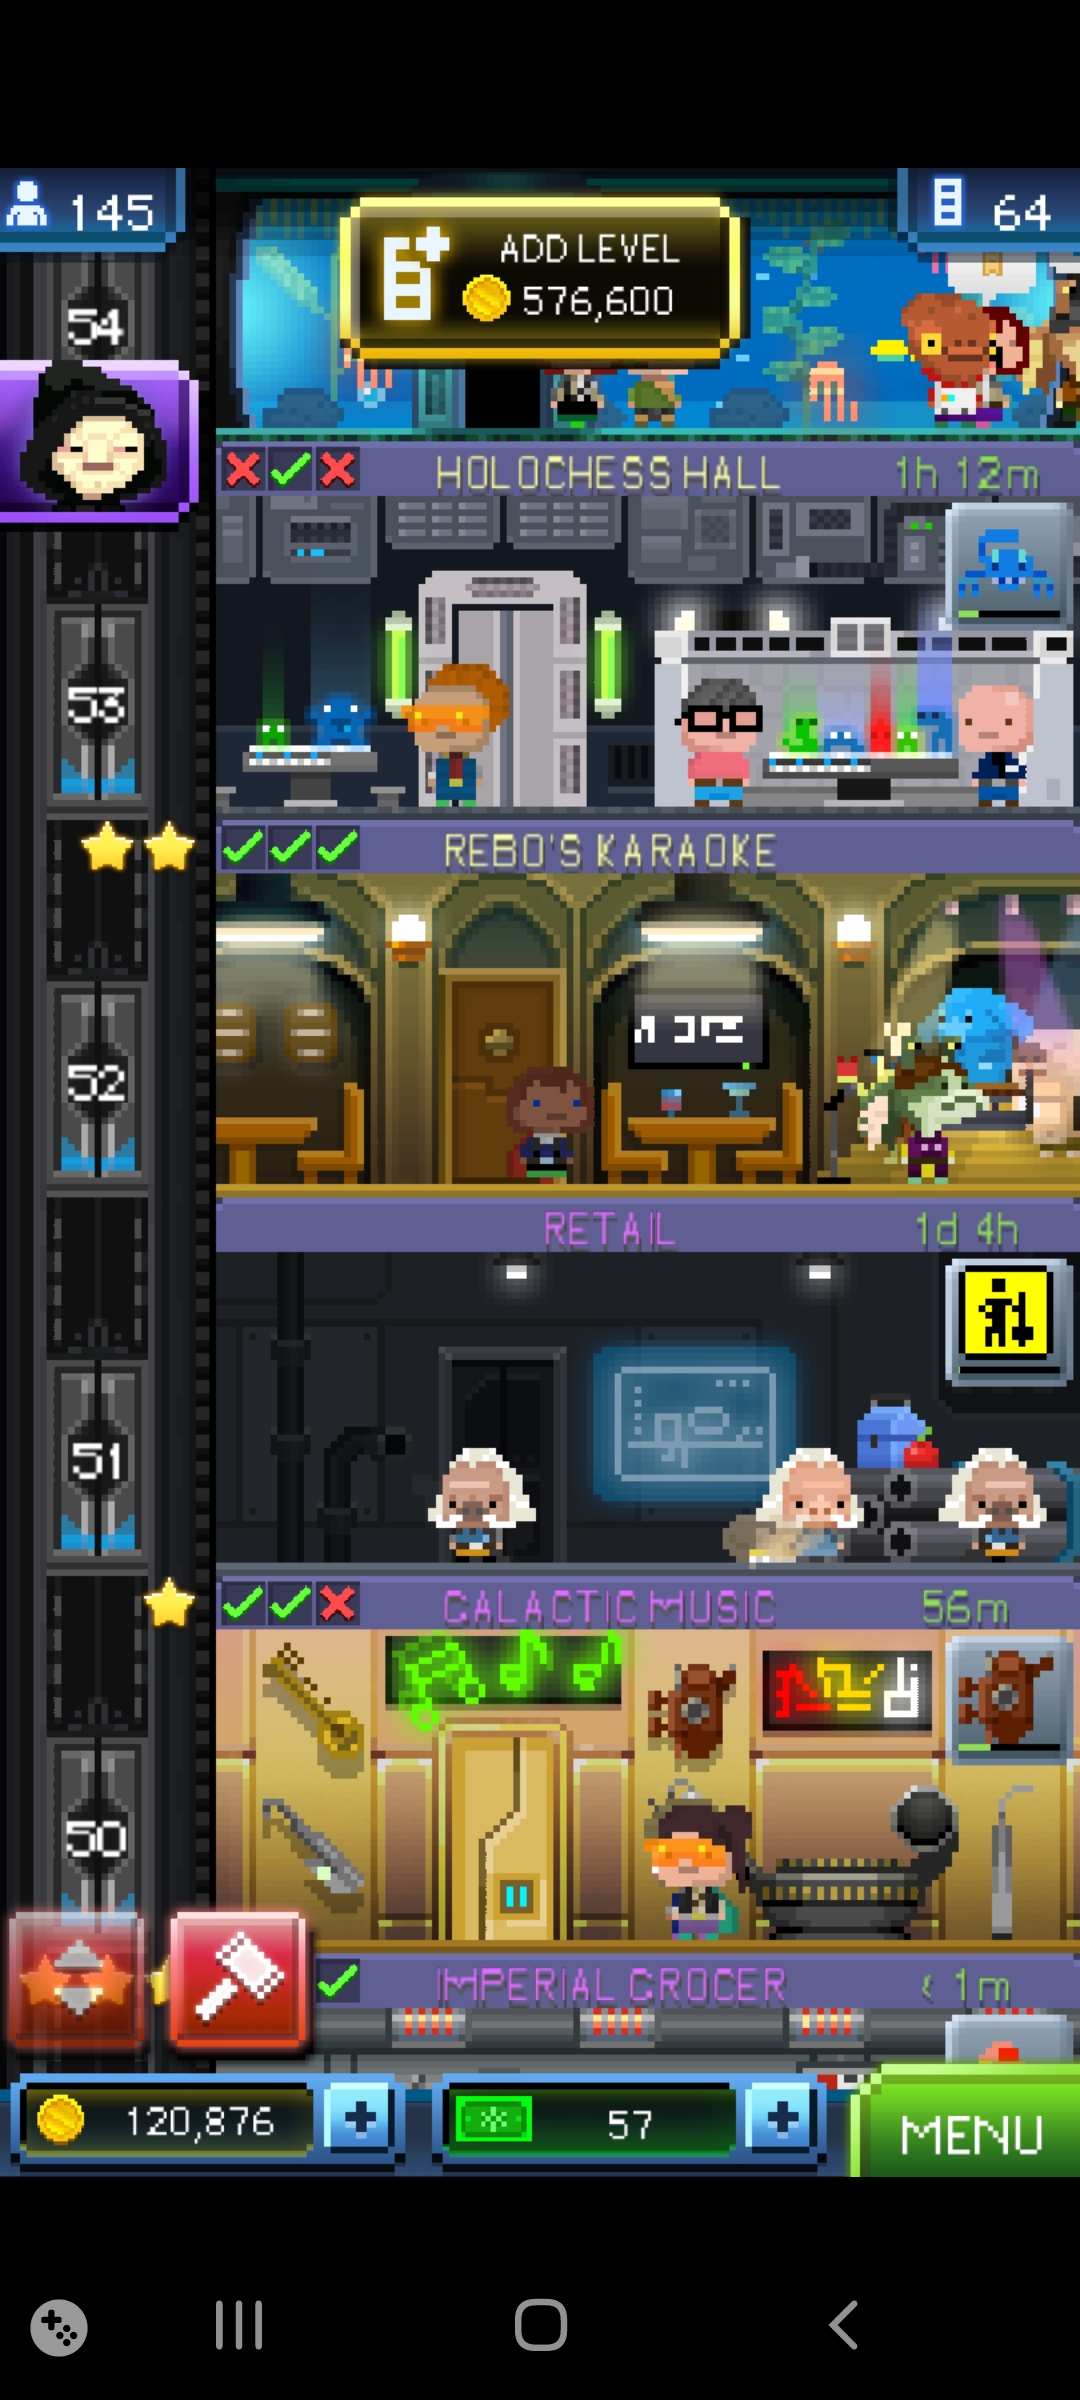 145
64
ADD LEVEL
576,600
54
HOLOCHESS HALL
1h 12m
53
REBO'S KARAOKE
52
RETAIL
1d 4h
51
GALACTIC MUSIC
56m
50
IMPERIAL GROCER
< 1m
120,876
57
MENU